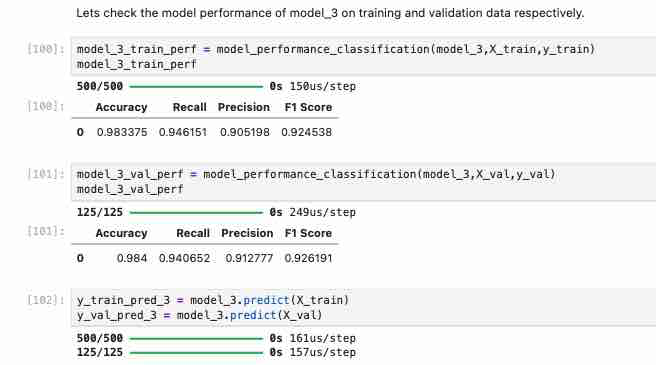 Lets check the model performance of model_3 on training and validation data respectively.
[100]: model_3_train_perf = model_performance_classification(model_3,X_train,y_train)
model_3_train_perf
500/500 0s 150us/step
[100]: Accuracy Recall Precision F1 Score
0 0.983375 0.946151 0.905198 0.924538
[101]: model_3_val_perf = model_performance_classification(model_3,X_val,y_val)
model_3_val_perf
125/125 0s 249us/step
[101]: Accuracy Recall Precision F1 Score
0 0.984 0.940652 0.912777 0.926191
[102]: y_train_pred_3 = model_3.predict(X_train)
y_val_pred_3 = model_3.predict(X_val)
500/500 0s 161us/step
125/125 0s 157us/step